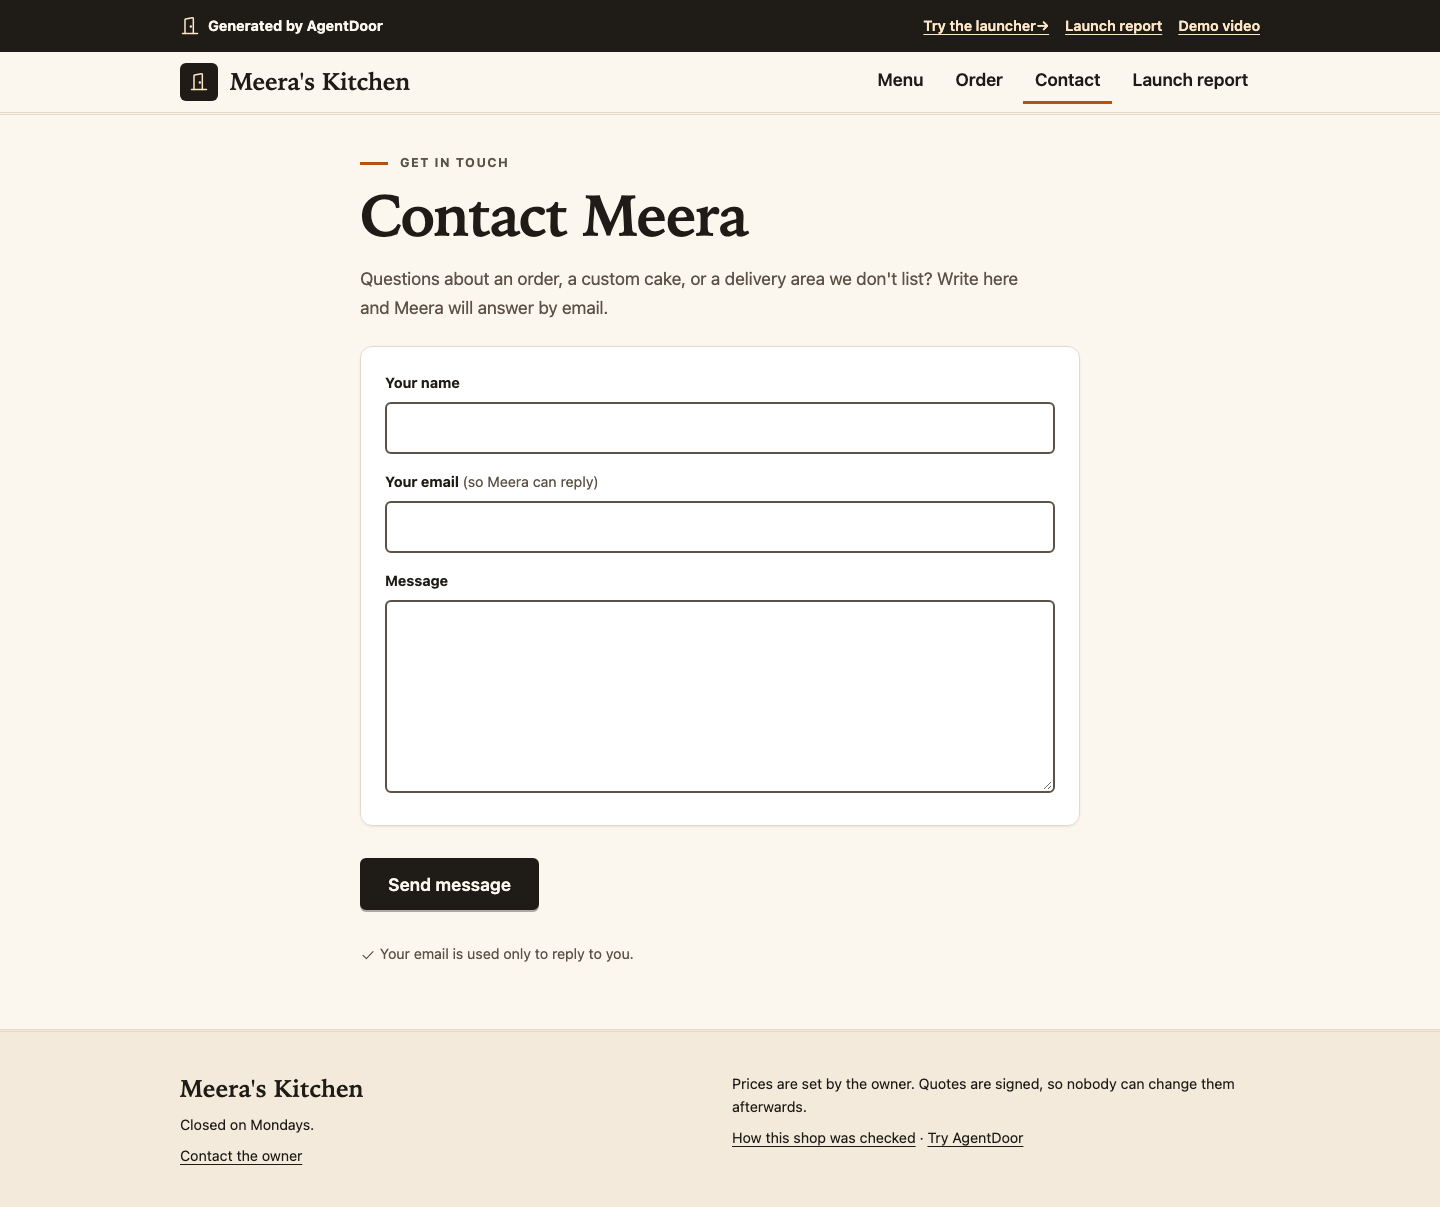 Generated by AgentDoor
Try the launcher→ Launch report Demo video
Meera's Kitchen
Menu Order Contact Launch report
GET IN TOUCH
Contact Meera
Questions about an order, a custom cake, or a delivery area we don't list? Write here
and Meera will answer by email.
Your name
Your email (so Meera can reply)
Message
Send message
✓ Your email is used only to reply to you.
Meera's Kitchen
Closed on Mondays.
Contact the owner
Prices are set by the owner. Quotes are signed, so nobody can change them
afterwards.
How this shop was checked · Try AgentDoor